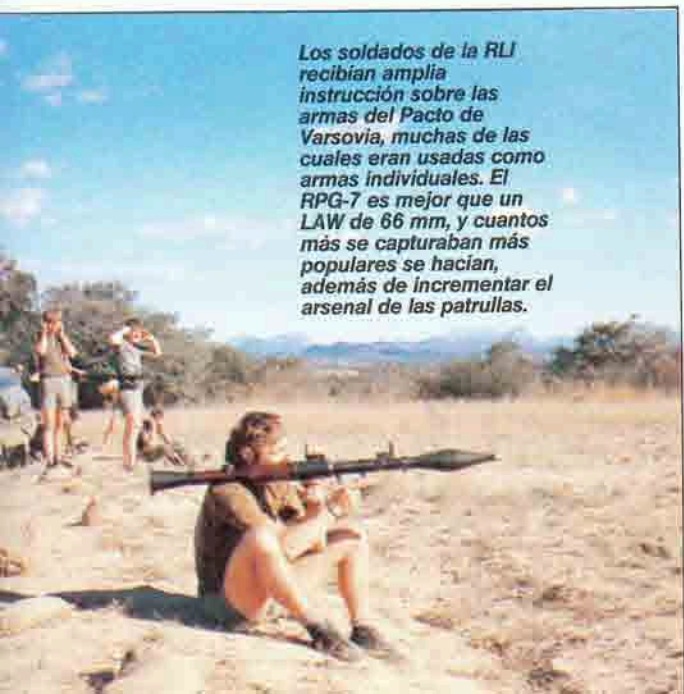 Los soldados de la RLI
recibían amplia
instrucción sobre las
armas del Pacto de
Varsovia, muchas de las
cuales eran usadas como
armas individuales. El
RPG-7 es mejor que un
LAW de 66 mm, y cuantos
más se capturaban más
populares se hacían,
además de incrementar el
arsenal de las patrullas.